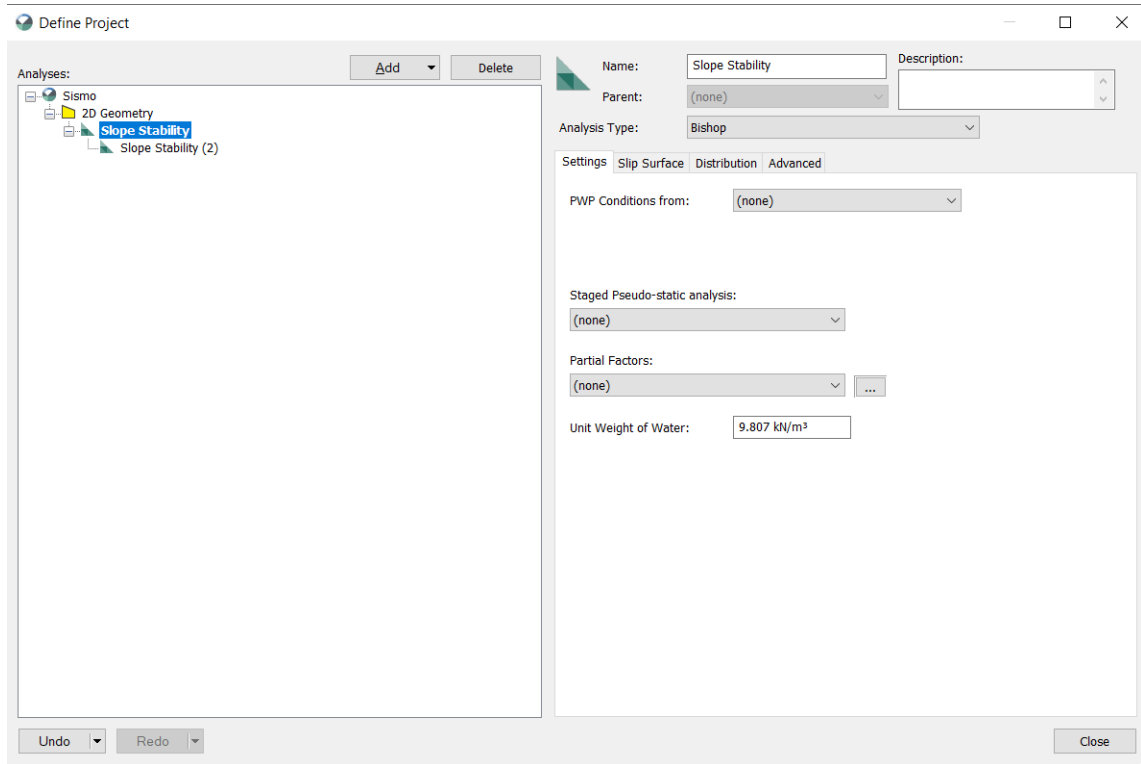 Define Project
Analyses:
Add
Delete
Sismo
2D Geometry
Slope Stability
Slope Stability (2)
Undo
Redo
Name:
Slope Stability
Description:
Parent:
(none)
Analysis Type:
Bishop
Settings
Slip Surface
Distribution
Advanced
PWP Conditions from:
(none)
Staged Pseudo-static analysis:
(none)
Partial Factors:
(none)
...
Unit Weight of Water:
9.807 kN/m³
Close